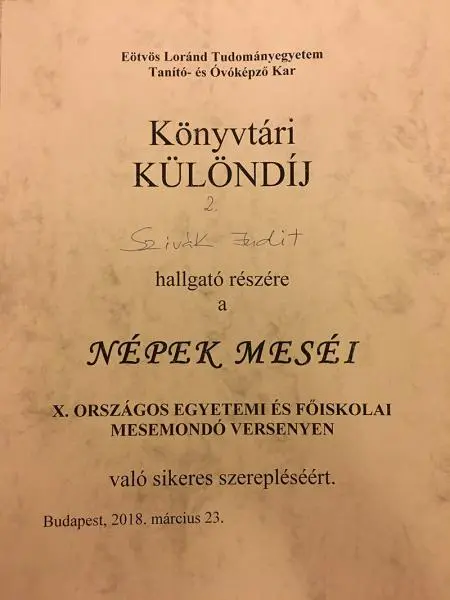 Eötvös Loránd Tudományegyetem
Tanító- és Óvóképző Kar
Könyvtári
KÜLÖNDÍJ
2.
Szivák Judit
hallgató részére
a
NÉPEK MESÉI
X. ORSZÁGOS EGYETEMI ÉS FŐISKOLAI
MESEMONDÓ VERSENYEN
való sikeres szerepléséért.
Budapest, 2018. március 23.